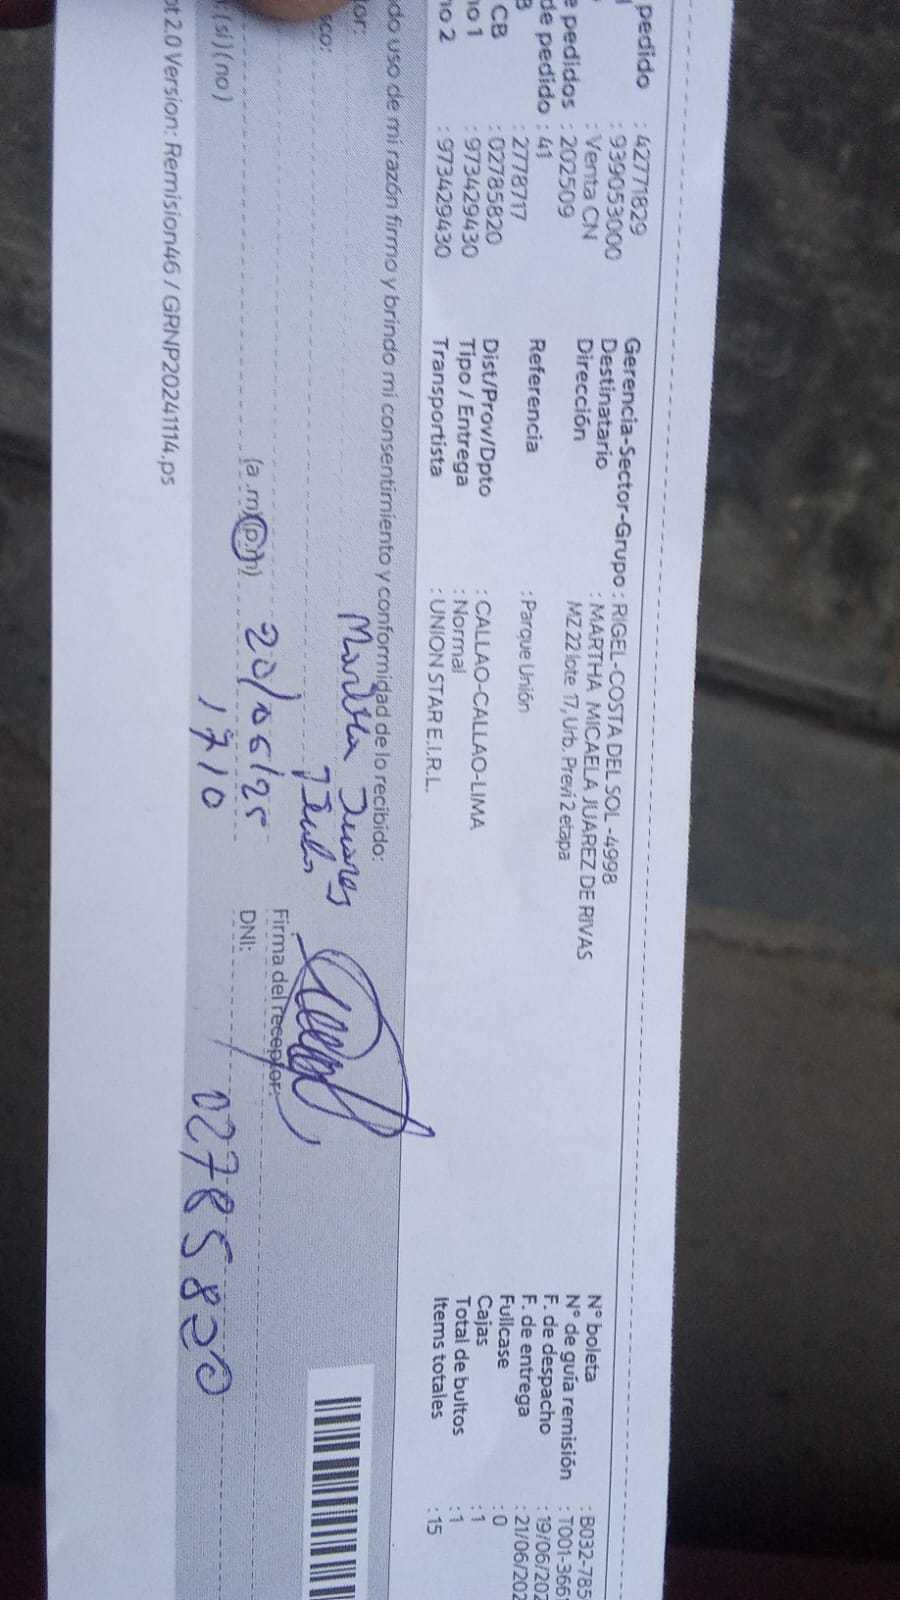 pedido : 42771829
: 939053000
: Venta CN
e pedidos : 202509
de pedido : 41
B : 2778717
CB : 02785820
no 1 : 973429430
no 2 : 973429430
Gerencia-Sector-Grupo : RIGEL-COSTA DEL SOL -4998
Destinatario : MARTHA MICAELA JUAREZ DE RIVAS
Dirección MZ 22 lote 17, Urb. Previ 2 etapa
Referencia : Parque Unión
Dist/Prov/Dpto : CALLAO-CALLAO-LIMA
Tipo / Entrega : Normal
Transportista : UNION STAR E.I.R.L.
N° boleta : B032-785
N° de guía remisión : T001-366
F. de despacho : 19/06/202
F. de entrega : 21/06/202
Fullcase : 0
Cajas : 1
Total de bultos : 1
Items totales : 15
do uso de mi razón firmo y brindo mi consentimiento y conformidad de lo recibido:
or: Martha Juarez
sco:
Firma del receptor:
(a.m)(p.m) 20/06/25
DNI: 02785820
(si) (no) 1710
pt 2.0 Version: Remision46 / GRNP20241114.ps